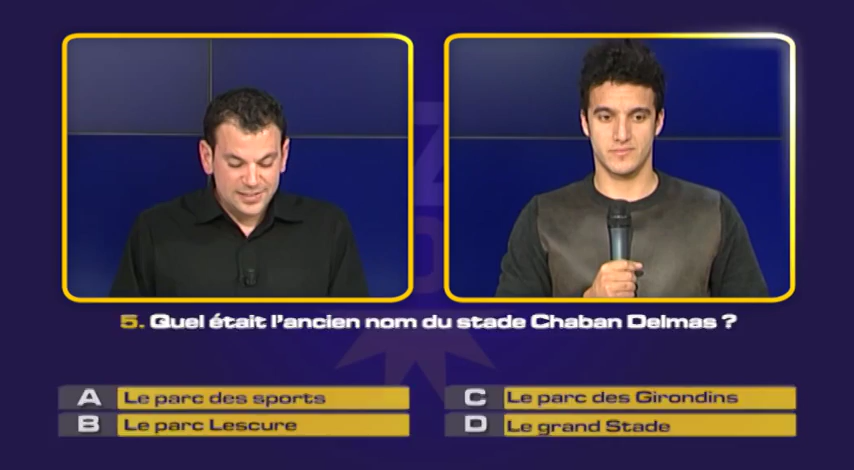 5. Quel était l'ancien nom du stade Chaban Delmas ?
A Le parc des sports
B Le parc Lescure
C Le parc des Girondins
D Le grand Stade